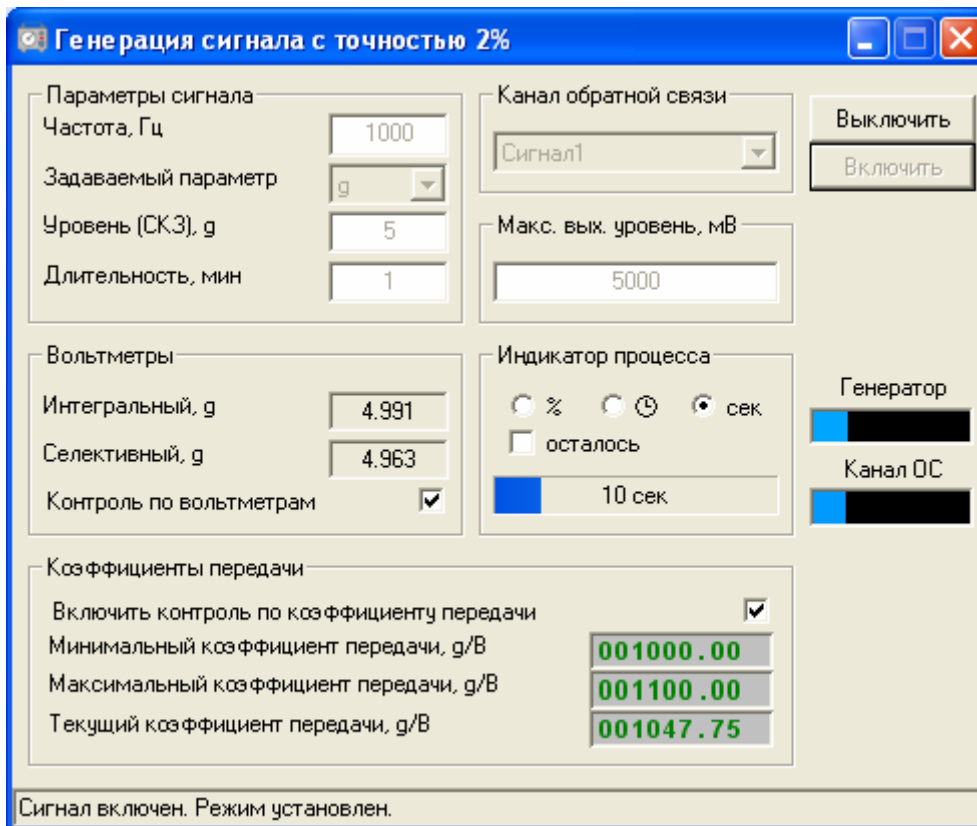 Генерация сигнала с точностью 2%
Параметры сигнала
Частота, Гц
1000
Задаваемый параметр
g
Уровень (СКЗ), g
5
Длительность, мин
1
Канал обратной связи
Сигнал1
Макс. вых. уровень, мВ
5000
Выключить
Включить
Вольтметры
Интегральный, g
4.991
Селективный, g
4.963
Контроль по вольтметрам
Индикатор процесса
%
сек
осталось
10 сек
Генератор
Канал ОС
Коэффициенты передачи
Включить контроль по коэффициенту передачи
Минимальный коэффициент передачи, g/В
001000.00
Максимальный коэффициент передачи, g/В
001100.00
Текущий коэффициент передачи, g/В
001047.75
Сигнал включен. Режим установлен.